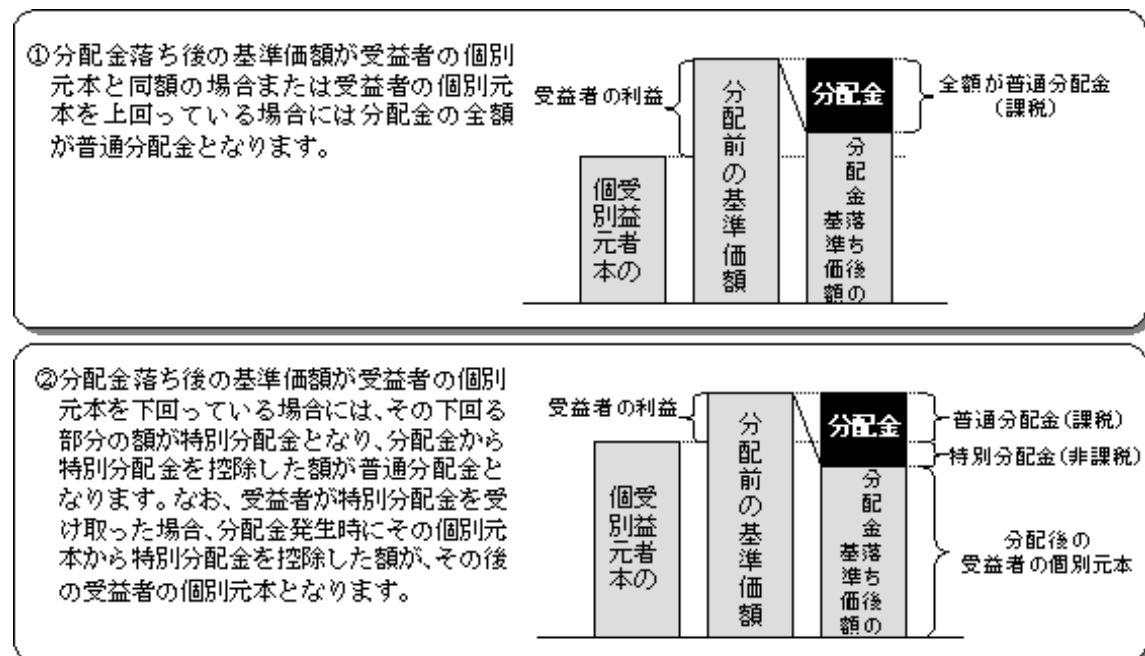 ①分配金落ち後の基準価額が受益者の個別
元本と同額の場合または受益者の個別元
本を上回っている場合には分配金の全額
が普通分配金となります。
受益者の利益
受益者の
個別元本
分配前の基準価額
分配金
分配金落ち後の
基準価額
全額が普通分配金
(課税)
②分配金落ち後の基準価額が受益者の個別
元本を下回っている場合には、その下回る
部分の額が特別分配金となり、分配金から
特別分配金を控除した額が普通分配金と
なります。なお、受益者が特別分配金を受
け取った場合、分配金発生時にその個別元
本から特別分配金を控除した額が、その後
の受益者の個別元本となります。
受益者の利益
受益者の
個別元本
分配前の基準価額
分配金
分配金落ち後の
基準価額
普通分配金(課税)
特別分配金(非課税)
分配後の
受益者の個別元本